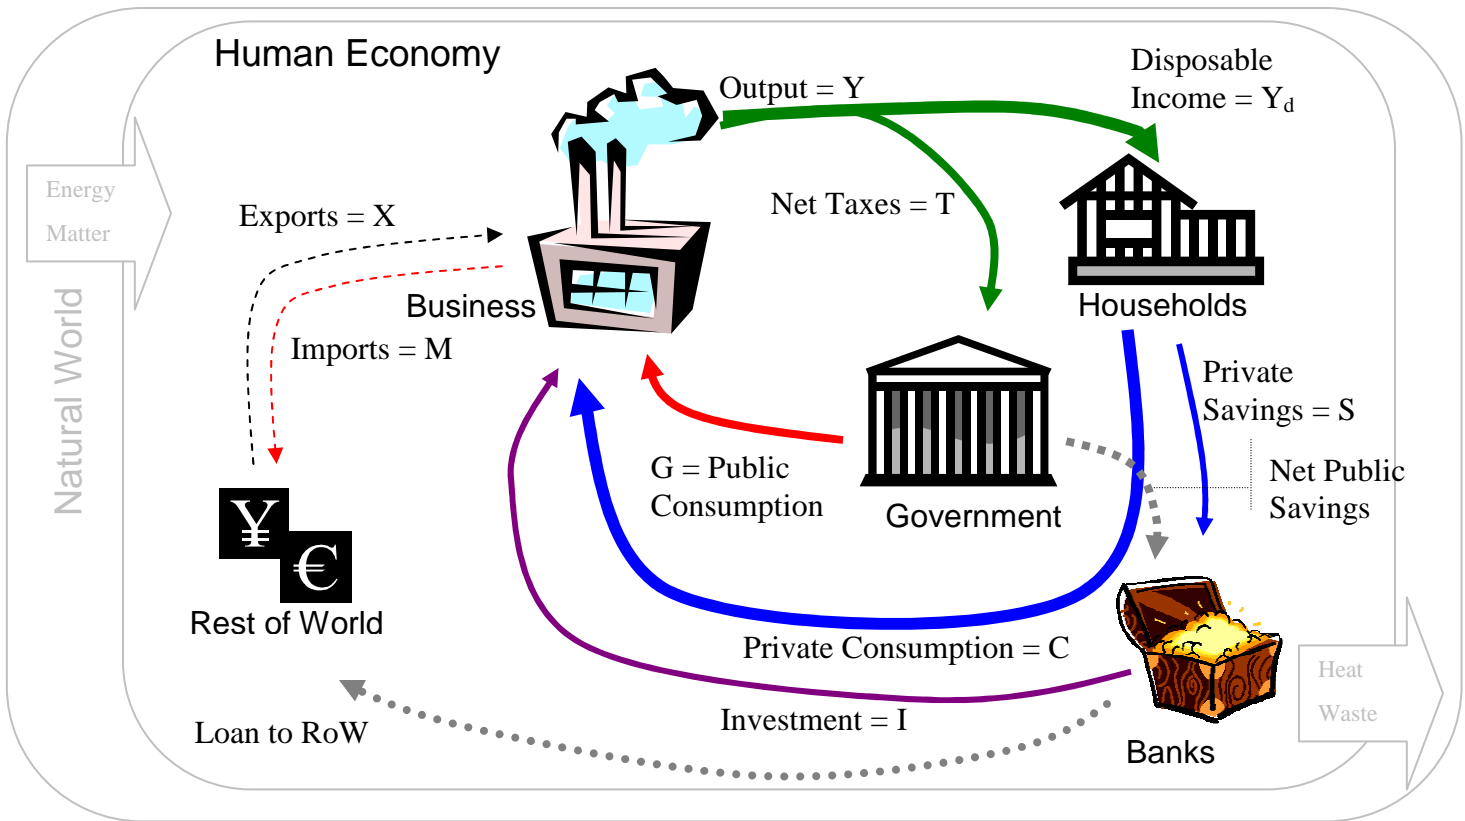 Human Economy
Output = Y
Disposable
Income = Yd
Energy
Matter
Exports = X
Net Taxes = T
Business
Households
Imports = M
Natural World
Private
Savings = S
G = Public
Consumption
Net Public
Savings
Government
¥
€
Rest of World
Private Consumption = C
Heat
Waste
Investment = I
Loan to RoW
Banks